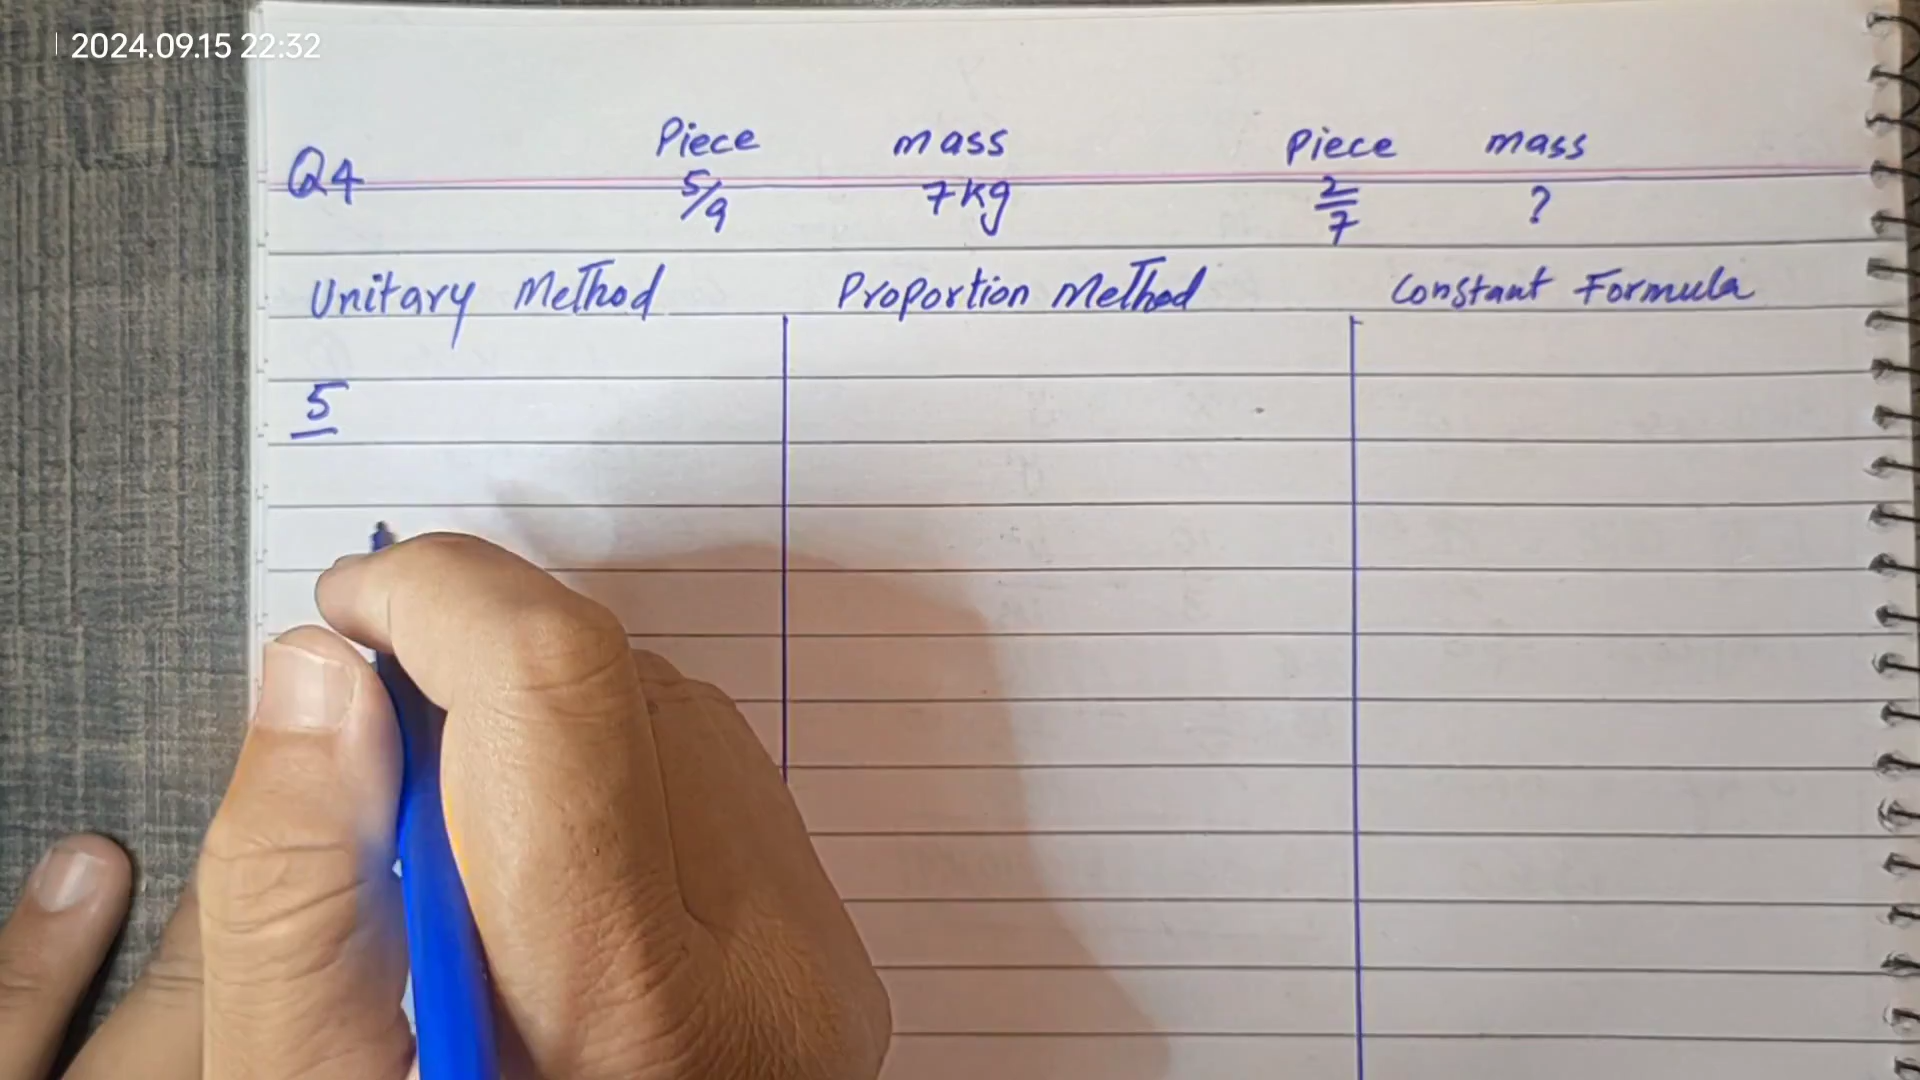 2024.09.15 22:32
Piece mass Piece mass
Q4 5/9 7kg 2/7 ?
Unitary Method Proportion Method Constant Formula
5